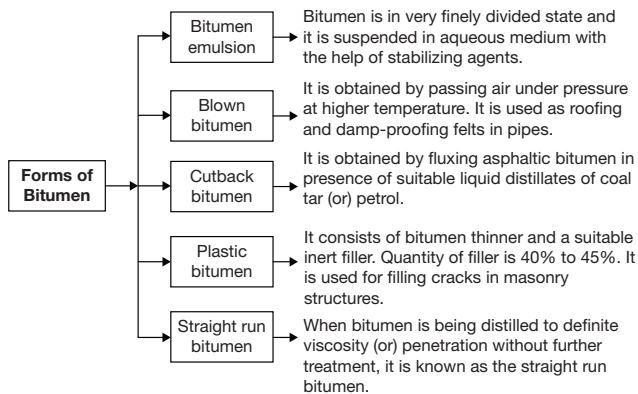 Forms of
Bitumen
Bitumen
emulsion
Bitumen is in very finely divided state and
it is suspended in aqueous medium with
the help of stabilizing agents.
Blown
bitumen
It is obtained by passing air under pressure
at higher temperature. It is used as roofing
and damp-proofing felts in pipes.
Cutback
bitumen
It is obtained by fluxing asphaltic bitumen in
presence of suitable liquid distillates of coal
tar (or) petrol.
Plastic
bitumen
It consists of bitumen thinner and a suitable
inert filler. Quantity of filler is 40% to 45%. It
is used for filling cracks in masonry
structures.
Straight run
bitumen
When bitumen is being distilled to definite
viscosity (or) penetration without further
treatment, it is known as the straight run
bitumen.